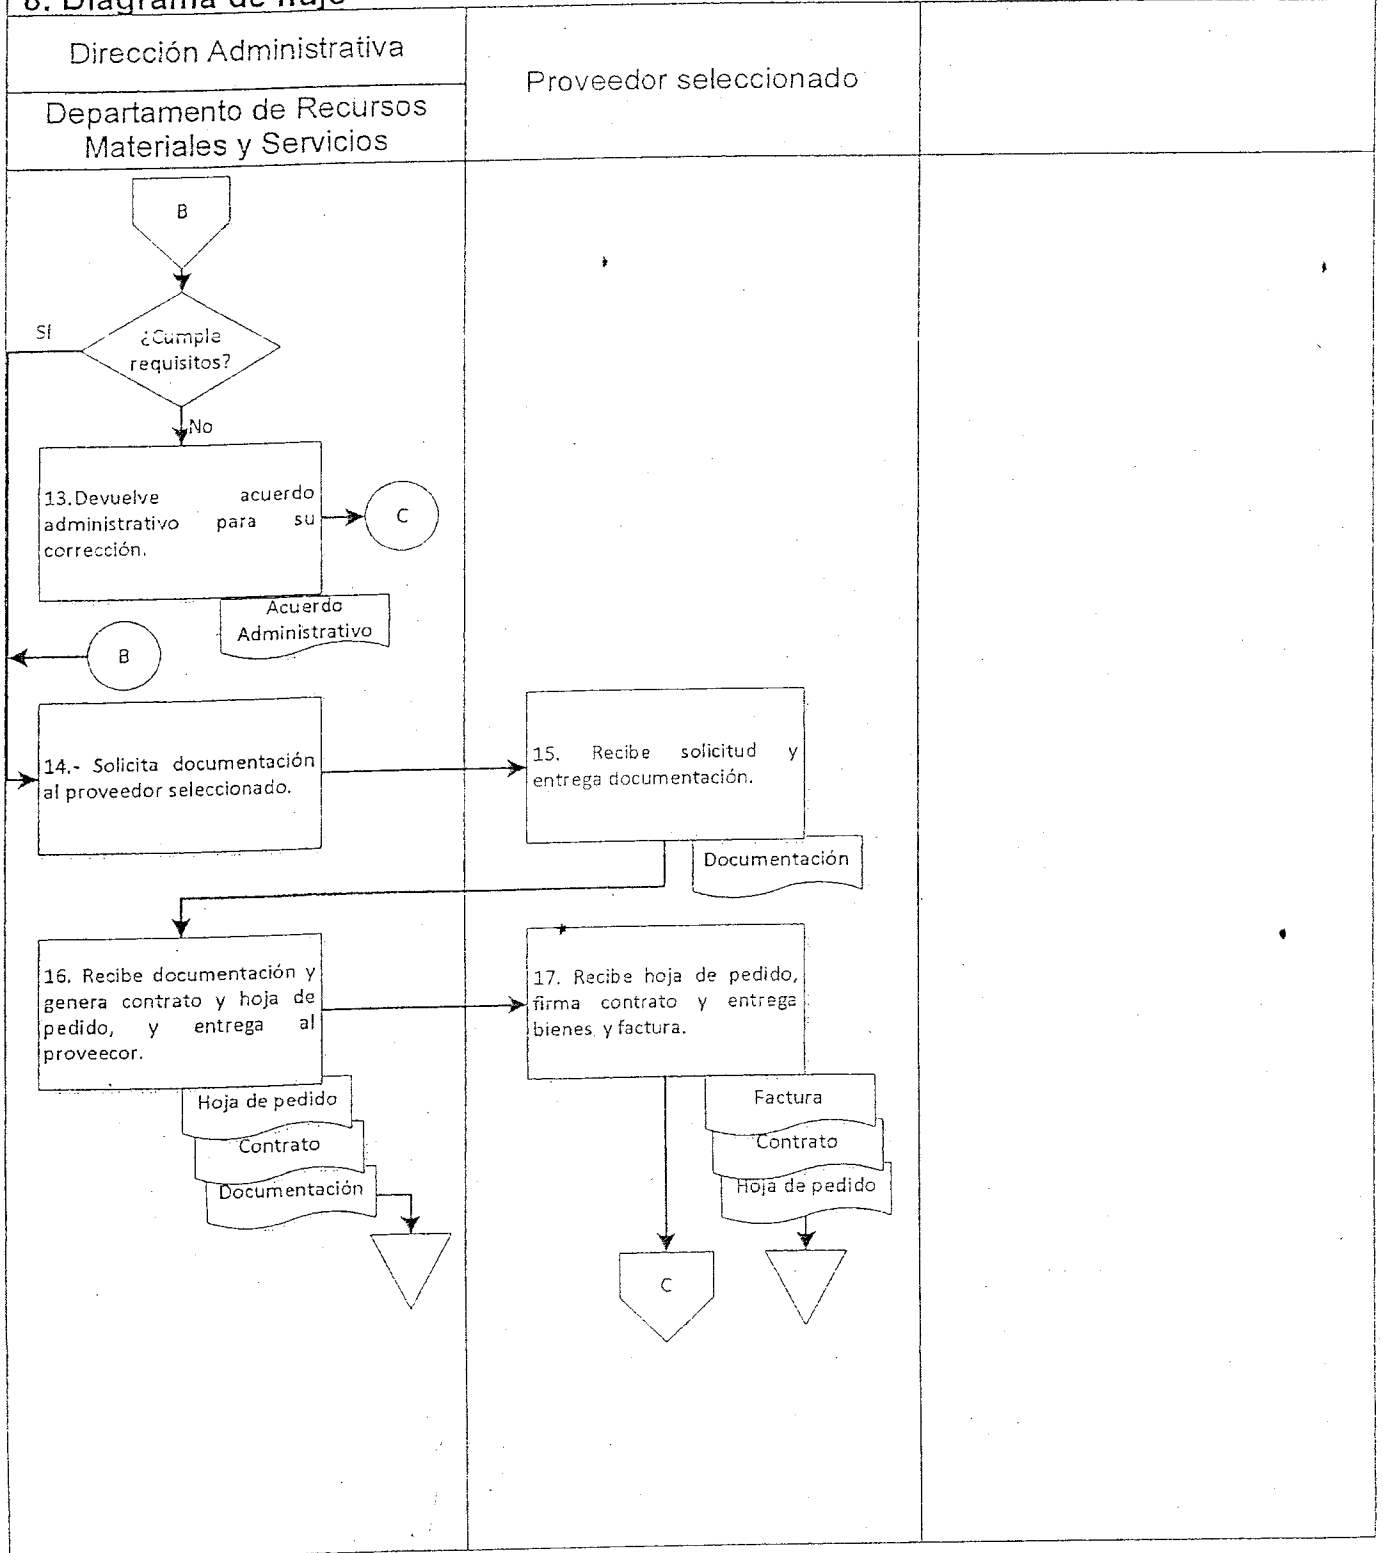 8. Diagrama de flujo
Dirección Administrativa
Departamento de Recursos
Materiales y Servicios
Proveedor seleccionado
B
¿Cumple
requisitos?
SI
No
13.Devuelve acuerdo
administrativo para su
corrección.
C
Acuerdo
Administrativo
B
14.- Solicita documentación
al proveedor seleccionado.
15. Recibe solicitud y
entrega documentación.
Documentación
16. Recibe documentación y
genera contrato y hoja de
pedido, y entrega al
proveecor.
17. Recibe hoja de pedido,
firma contrato y entrega
bienes y factura.
Hoja de pedido
Contrato
Documentación
Factura
Contrato
Hoja de pedido
C